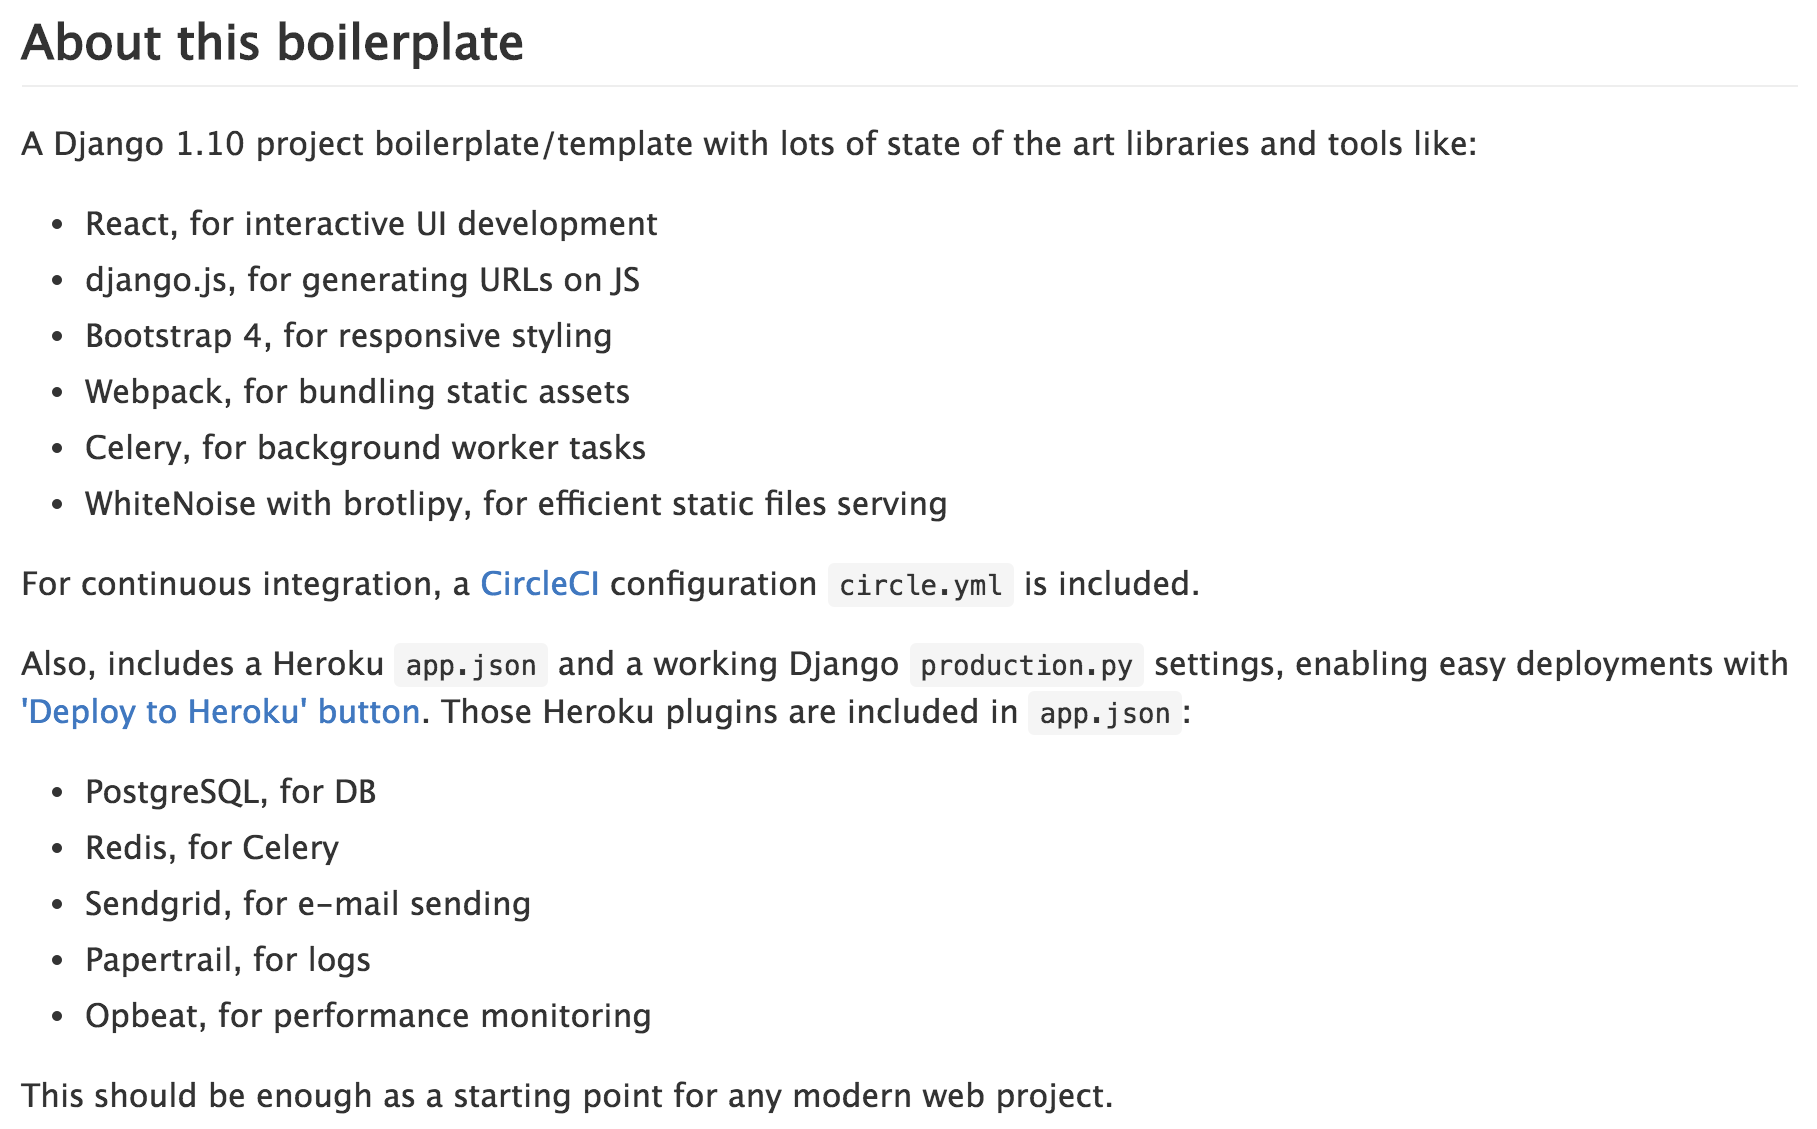 About this boilerplate
A Django 1.10 project boilerplate/template with lots of state of the art libraries and tools like:
• React, for interactive UI development
• django.js, for generating URLs on JS
• Bootstrap 4, for responsive styling
• Webpack, for bundling static assets
• Celery, for background worker tasks
• WhiteNoise with brotlipy, for efficient static files serving
For continuous integration, a CircleCI configuration circle.yml is included.
Also, includes a Heroku app.json and a working Django production.py settings, enabling easy deployments with
'Deploy to Heroku' button. Those Heroku plugins are included in app.json :
• PostgreSQL, for DB
• Redis, for Celery
• Sendgrid, for e-mail sending
• Papertrail, for logs
• Opbeat, for performance monitoring
This should be enough as a starting point for any modern web project.